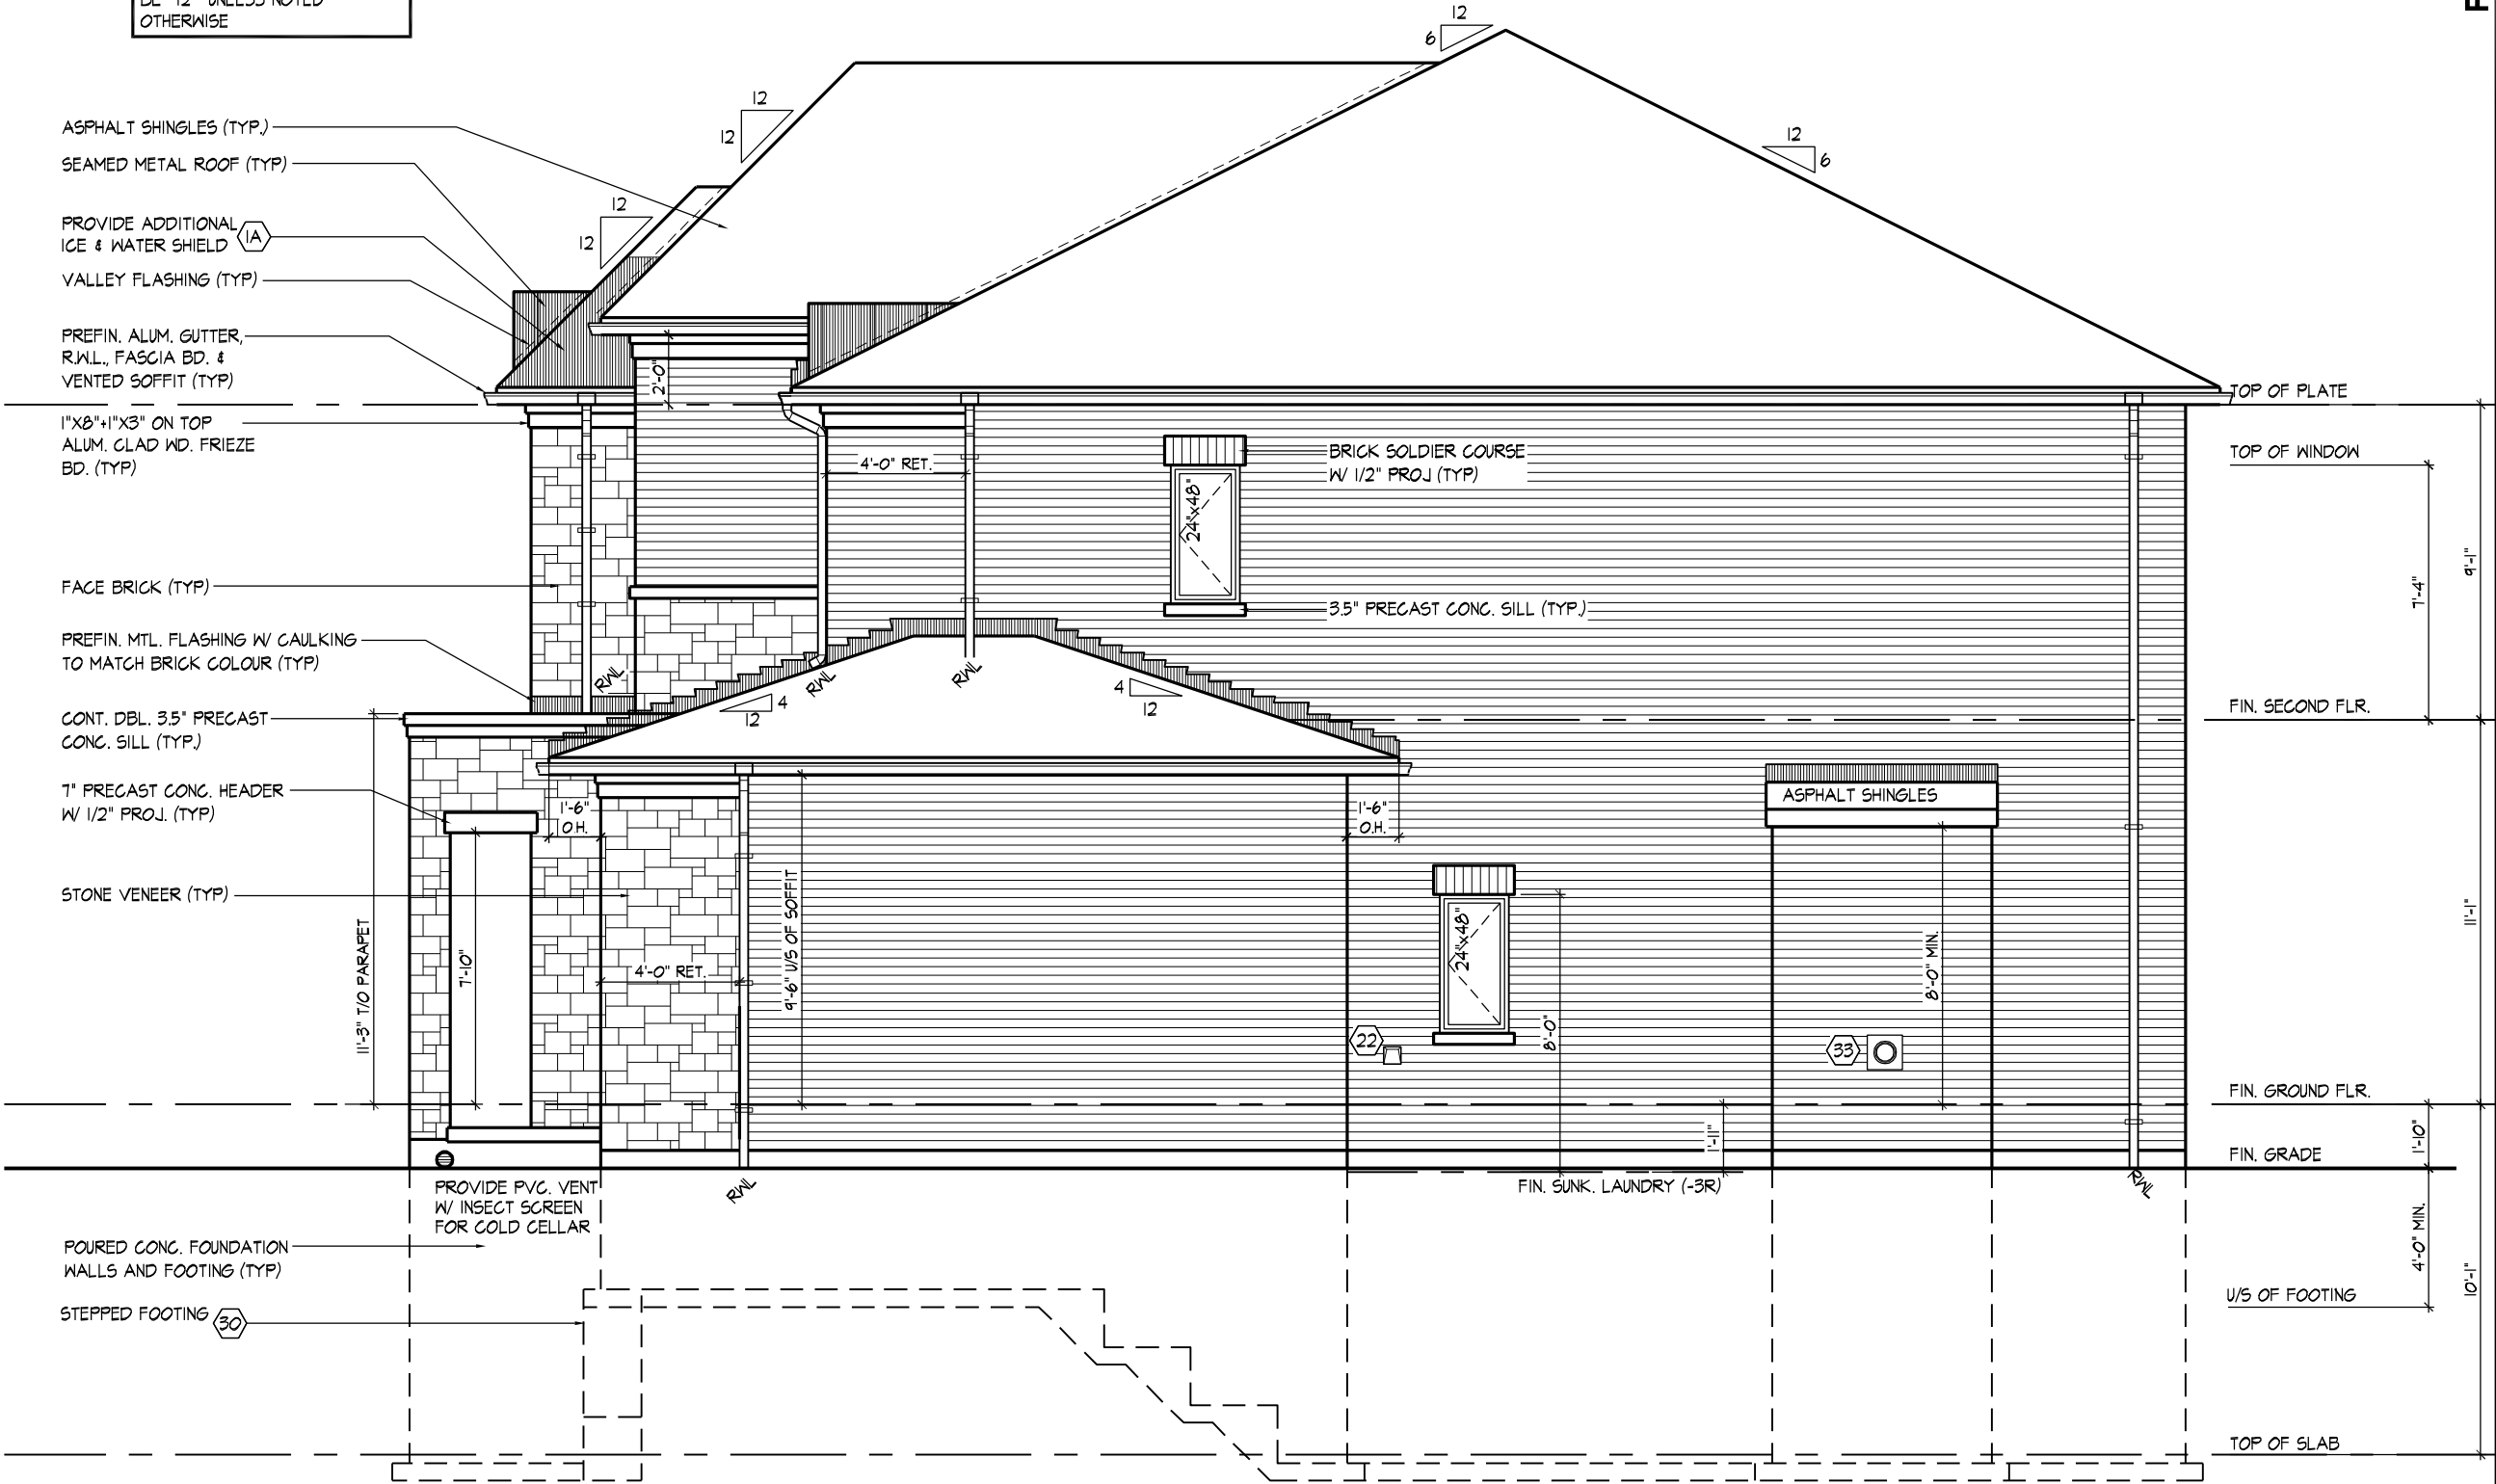 OTHERWISE
12
6
12
12
12
6
12
12
ASPHALT SHINGLES (TYP.)
SEAMED METAL ROOF (TYP)
PROVIDE ADDITIONAL
ICE & WATER SHIELD
1A
VALLEY FLASHING (TYP)
PREFIN. ALUM. GUTTER,
R.W.L., FASCIA BD. &
VENTED SOFFIT (TYP)
1"X8"+1"X3" ON TOP
ALUM. CLAD WD. FRIEZE
BD. (TYP)
FACE BRICK (TYP)
PREFIN. MTL. FLASHING W/ CAULKING
TO MATCH BRICK COLOUR (TYP)
CONT. DBL. 3.5" PRECAST
CONC. SILL (TYP.)
7" PRECAST CONC. HEADER
W/ 1/2" PROJ. (TYP)
STONE VENEER (TYP)
POURED CONC. FOUNDATION
WALLS AND FOOTING (TYP)
STEPPED FOOTING
30
2'-0"
4'-0" RET.
BRICK SOLDIER COURSE
W/ 1/2" PROJ (TYP)
24"x48"
3.5" PRECAST CONC. SILL (TYP.)
RWL
RWL
RWL
4
12
4
12
1'-6"
O.H.
1'-6"
O.H.
ASPHALT SHINGLES
11'-3" T/O PARAPET
7'-10"
4'-0" RET.
9'-6" U/S OF SOFFIT
24"x48"
8'-0"
8'-0" MIN.
22
33
1'-11"
FIN. SUNK. LAUNDRY (-3R)
PROVIDE PVC. VENT
W/ INSECT SCREEN
FOR COLD CELLAR
RWL
RWL
TOP OF PLATE
TOP OF WINDOW
7'-4"
9'-1"
FIN. SECOND FLR.
11'-1"
FIN. GROUND FLR.
1'-10"
FIN. GRADE
4'-0" MIN.
10'-1"
U/S OF FOOTING
TOP OF SLAB